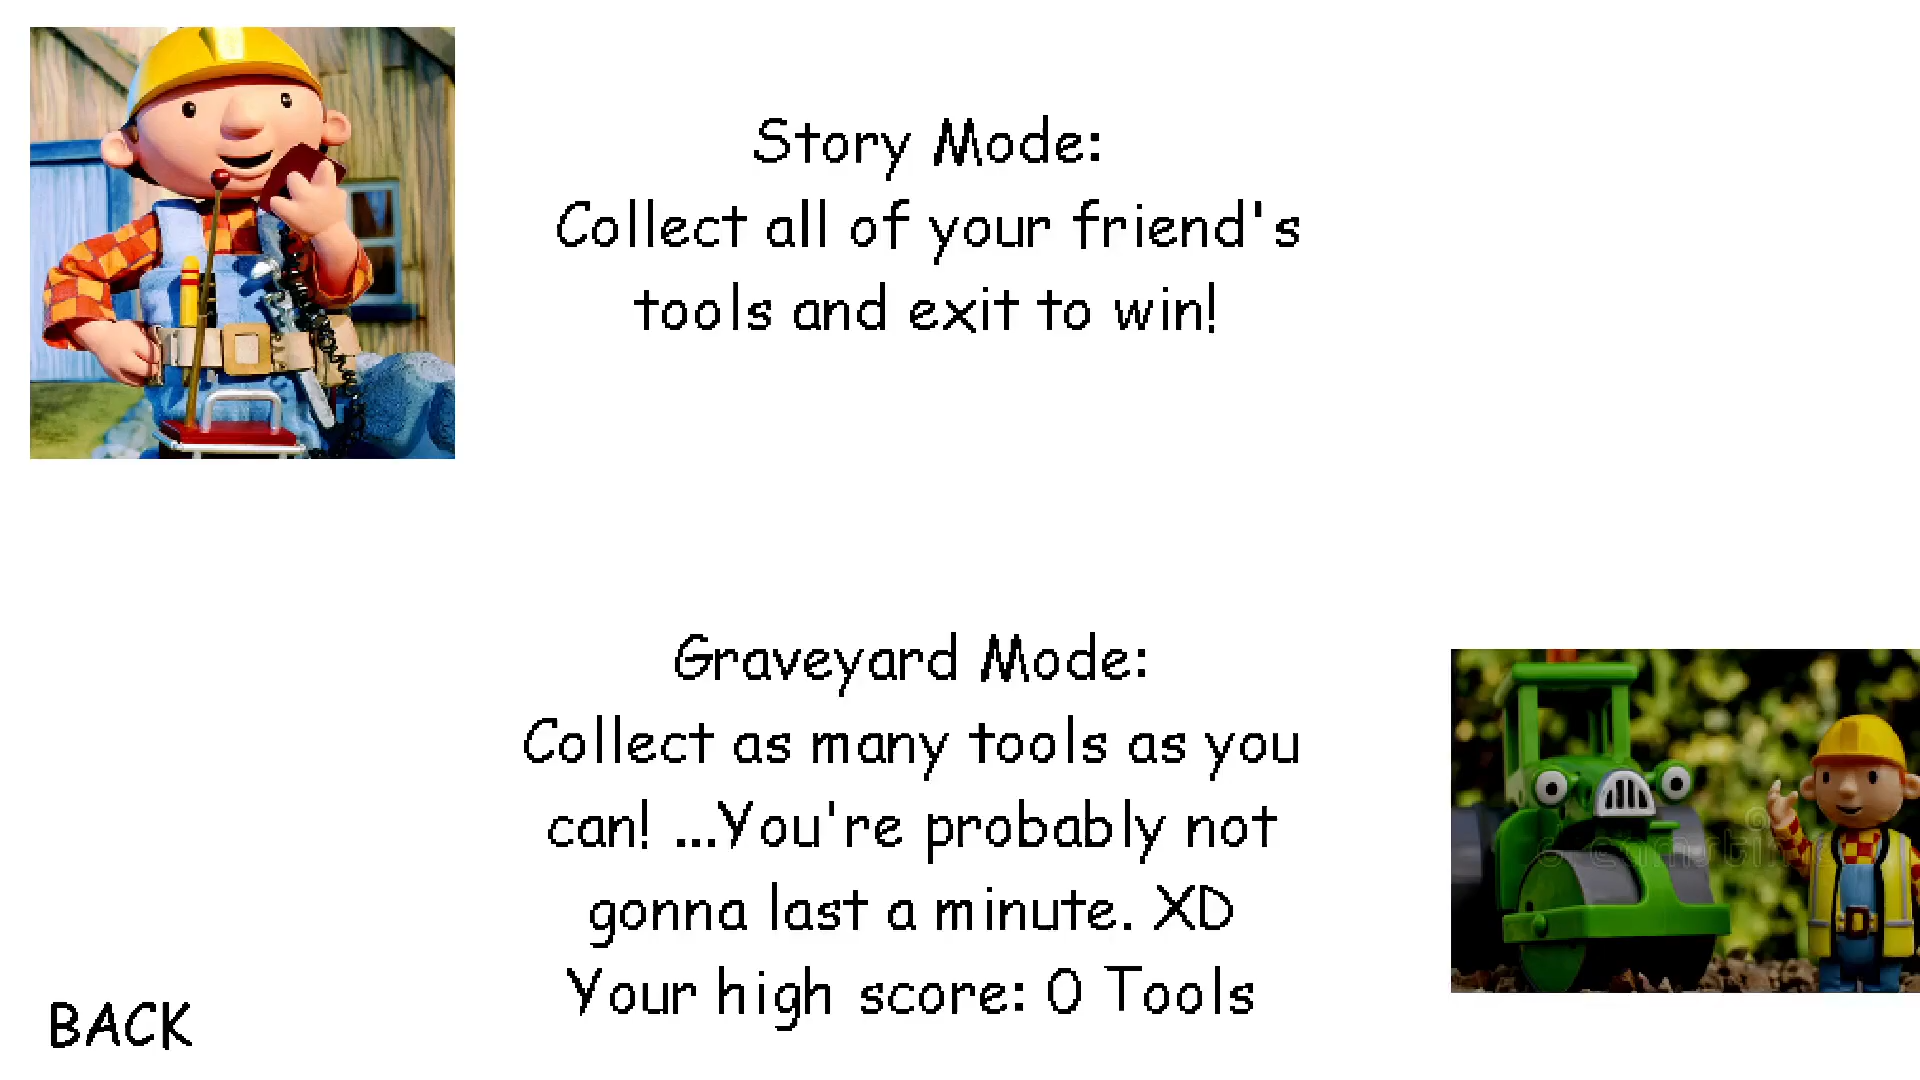 Story Mode:
Collect all of your friend's
tools and exit to win!
Graveyard Mode:
Collect as many tools as you
can! ...You're probably not
gonna last a minute. XD
Your high score: 0 Tools
BACK